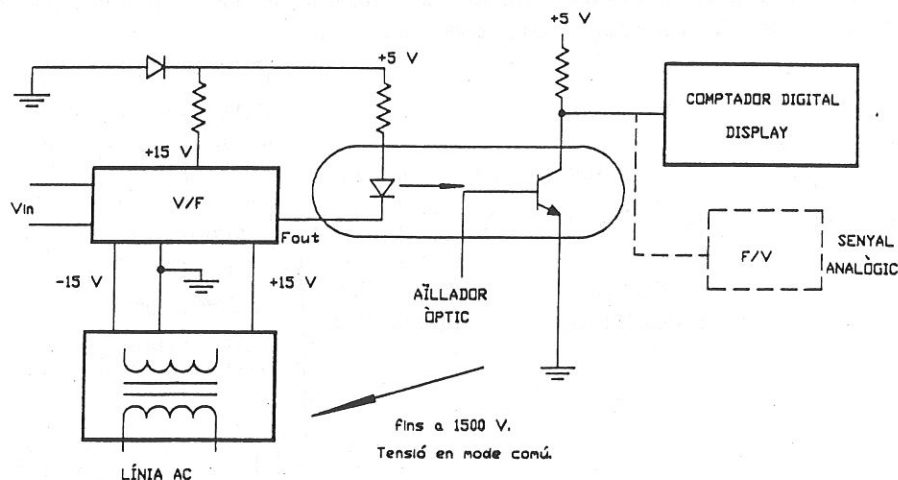 +5 V
+5 V
COMPTADOR DIGITAL
DISPLAY
+15 V
Vin
V/F
Fout
F/V
SENYAL
ANALÒGIC
-15 V
+15 V
AÏLLADOR
ÒPTIC
fins a 1500 V.
Tensió en mode comú.
LÍNIA AC